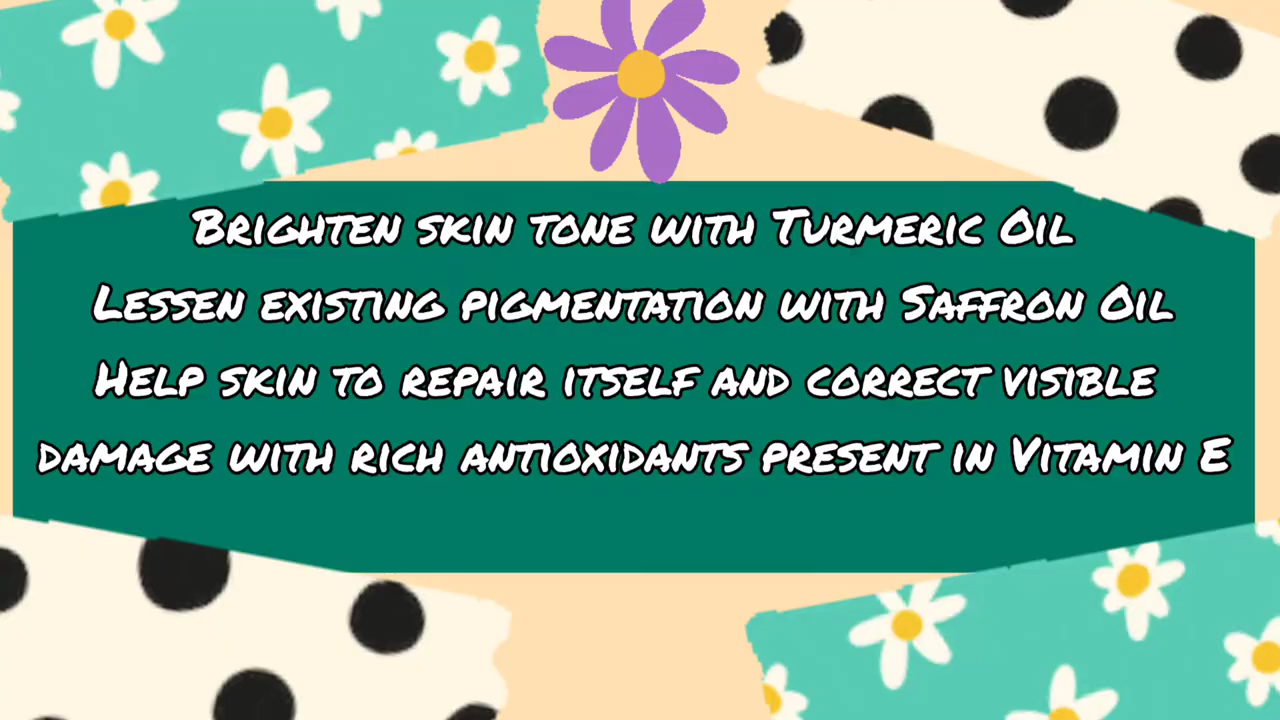 Brighten skin tone with Turmeric Oil
Lessen existing pigmentation with Saffron Oil
Help skin to repair itself and correct visible
damage with rich antioxidants present in Vitamin E